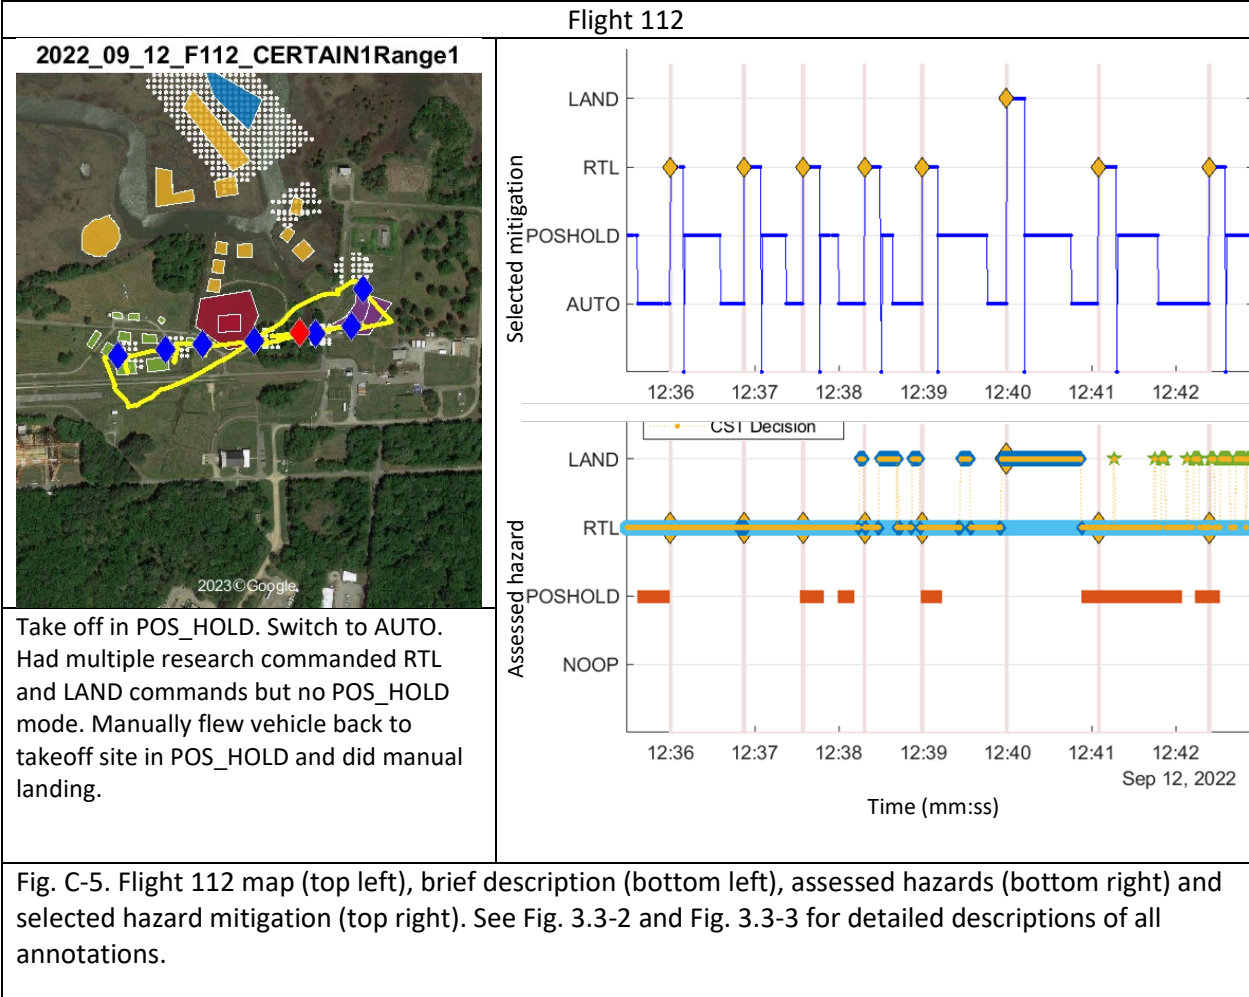 Flight 112
2022_09_12_F112_CERTAIN1Range1
2023©Google
Take off in POS_HOLD. Switch to AUTO.
Had multiple research commanded RTL
and LAND commands but no POS_HOLD
mode. Manually flew vehicle back to
takeoff site in POS_HOLD and did manual
landing.
Selected mitigation
LAND
RTL
POSHOLD
AUTO
12:36 12:37 12:38 12:39 12:40 12:41 12:42
CST Decision
Assessed hazard
LAND
RTL
POSHOLD
NOOP
12:36 12:37 12:38 12:39 12:40 12:41 12:42
Sep 12, 2022
Time (mm:ss)
Fig. C-5. Flight 112 map (top left), brief description (bottom left), assessed hazards (bottom right) and
selected hazard mitigation (top right). See Fig. 3.3-2 and Fig. 3.3-3 for detailed descriptions of all
annotations.